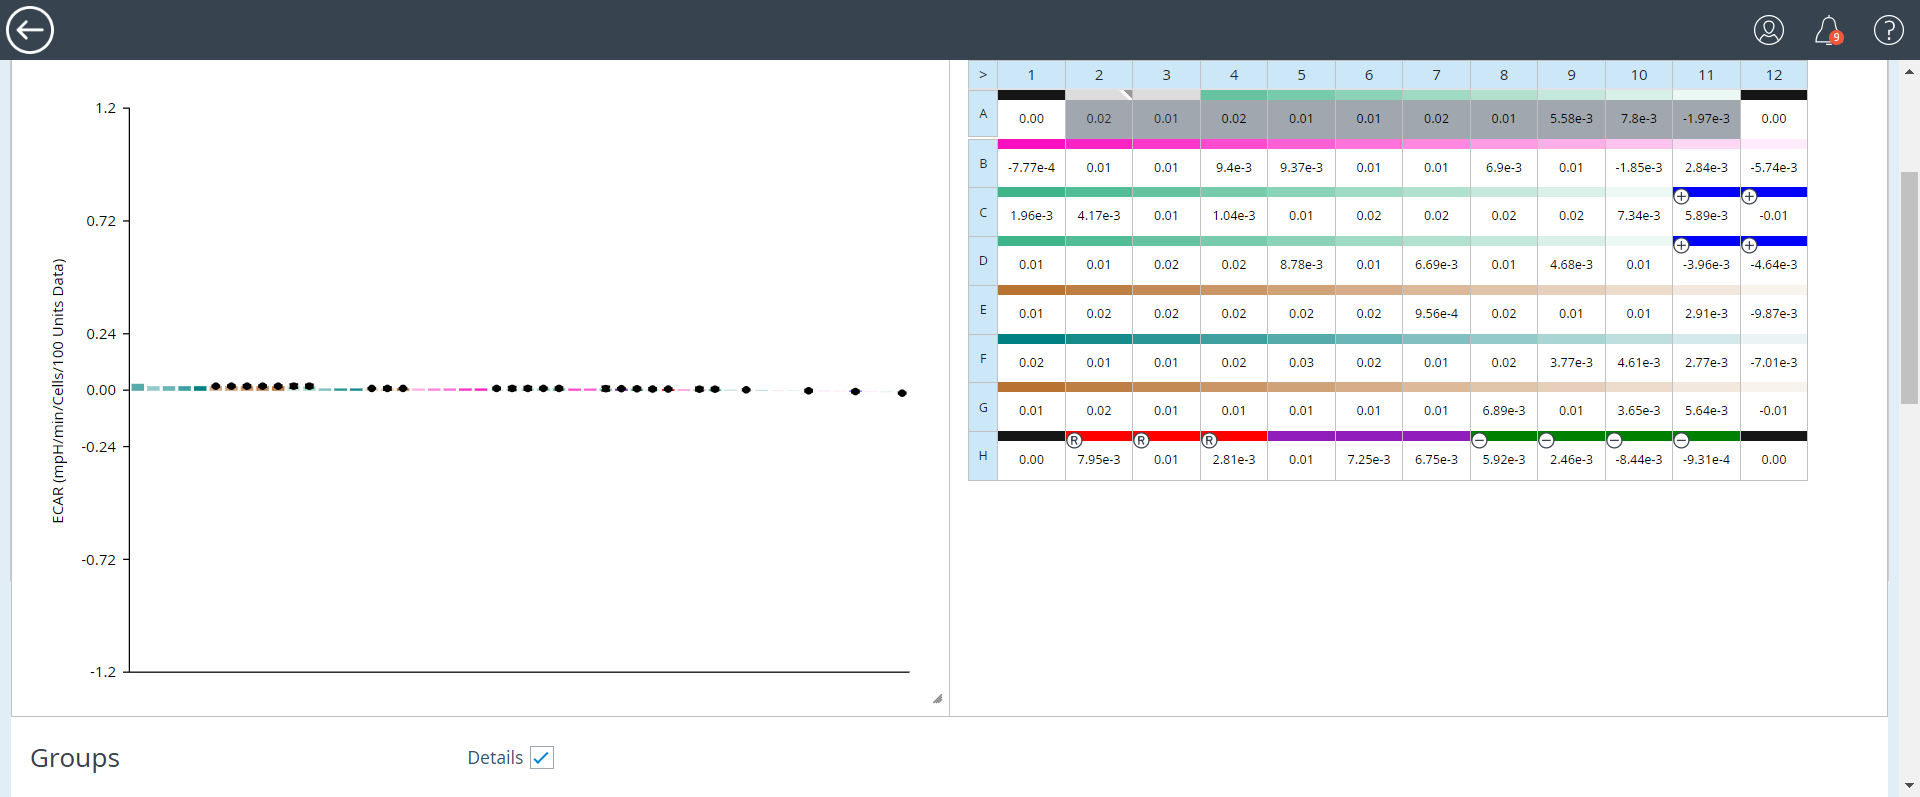 9
1.2
0.72
0.24
0.00
-0.24
-0.72
-1.2
ECAR (mpH/min/Cells/100 Units Data)
> 1 2 3 4 5 6 7 8 9 10 11 12
A 0.00 0.02 0.01 0.02 0.01 0.01 0.02 0.01 5.58e-3 7.8e-3 -1.97e-3 0.00
B -7.77e-4 0.01 0.01 9.4e-3 9.37e-3 0.01 0.01 6.9e-3 0.01 -1.85e-3 2.84e-3 -5.74e-3
+ +
C 1.96e-3 4.17e-3 0.01 1.04e-3 0.01 0.02 0.02 0.02 0.02 7.34e-3 5.89e-3 -0.01
+ +
D 0.01 0.01 0.02 0.02 8.78e-3 0.01 6.69e-3 0.01 4.68e-3 0.01 -3.96e-3 -4.64e-3
E 0.01 0.02 0.02 0.02 0.02 0.02 9.56e-4 0.02 0.01 0.01 2.91e-3 -9.87e-3
F 0.02 0.01 0.01 0.02 0.03 0.02 0.01 0.02 3.77e-3 4.61e-3 2.77e-3 -7.01e-3
G 0.01 0.02 0.01 0.01 0.01 0.01 0.01 6.89e-3 0.01 3.65e-3 5.64e-3 -0.01
R R R − − − −
H 0.00 7.95e-3 0.01 2.81e-3 0.01 7.25e-3 6.75e-3 5.92e-3 2.46e-3 -8.44e-3 -9.31e-4 0.00
Groups
Details